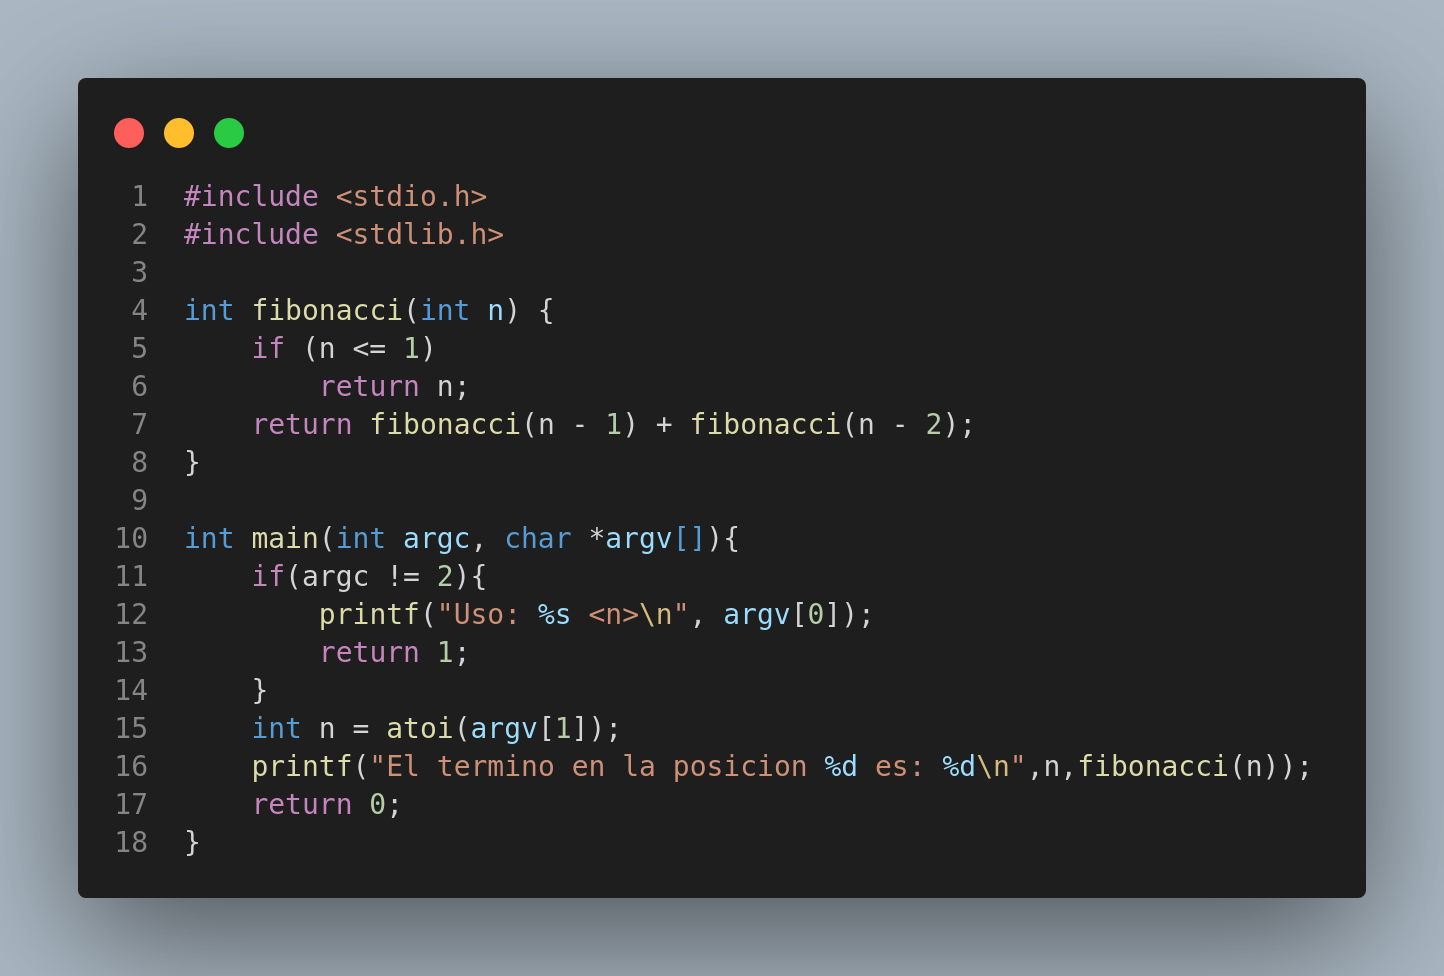 1 #include <stdio.h>
2 #include <stdlib.h>
3
4 int fibonacci(int n) {
5     if (n <= 1)
6         return n;
7     return fibonacci(n - 1) + fibonacci(n - 2);
8 }
9
10 int main(int argc, char *argv[]){
11     if(argc != 2){
12         printf("Uso: %s <n>\n", argv[0]);
13         return 1;
14     }
15     int n = atoi(argv[1]);
16     printf("El termino en la posicion %d es: %d\n",n,fibonacci(n));
17     return 0;
18 }